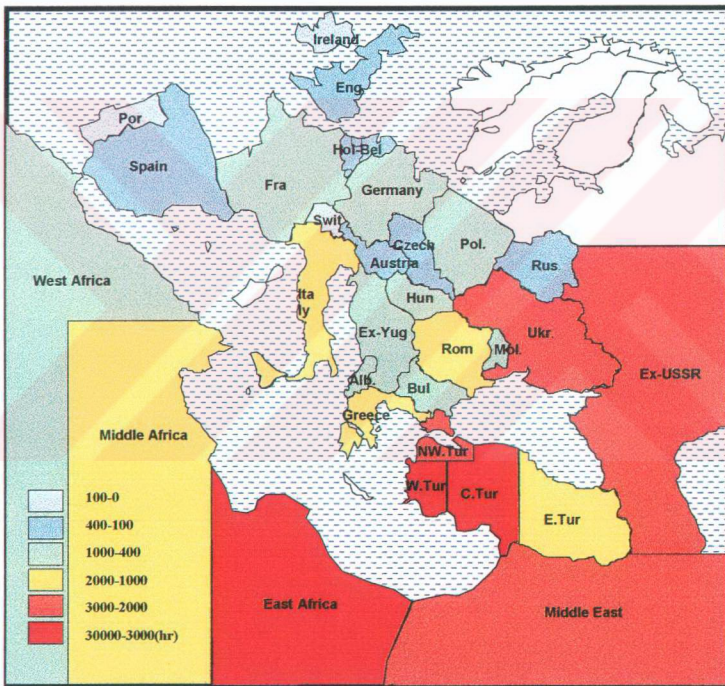 Ireland
Eng.
Por
Hol-Bel
Spain
Fra
Germany
Swit
Czech
Pol.
Austria
Rus.
West Africa
Hun
Ita
ly
Ex-Yug
Ukr.
Rom
Mol.
Ex-USSR
Alb.
Bul
Greece
Middle Africa
NW.Tur
W.Tur
C.Tur
E.Tur
100-0
400-100
1000-400
2000-1000
3000-2000
30000-3000(hr)
East Africa
Middle East